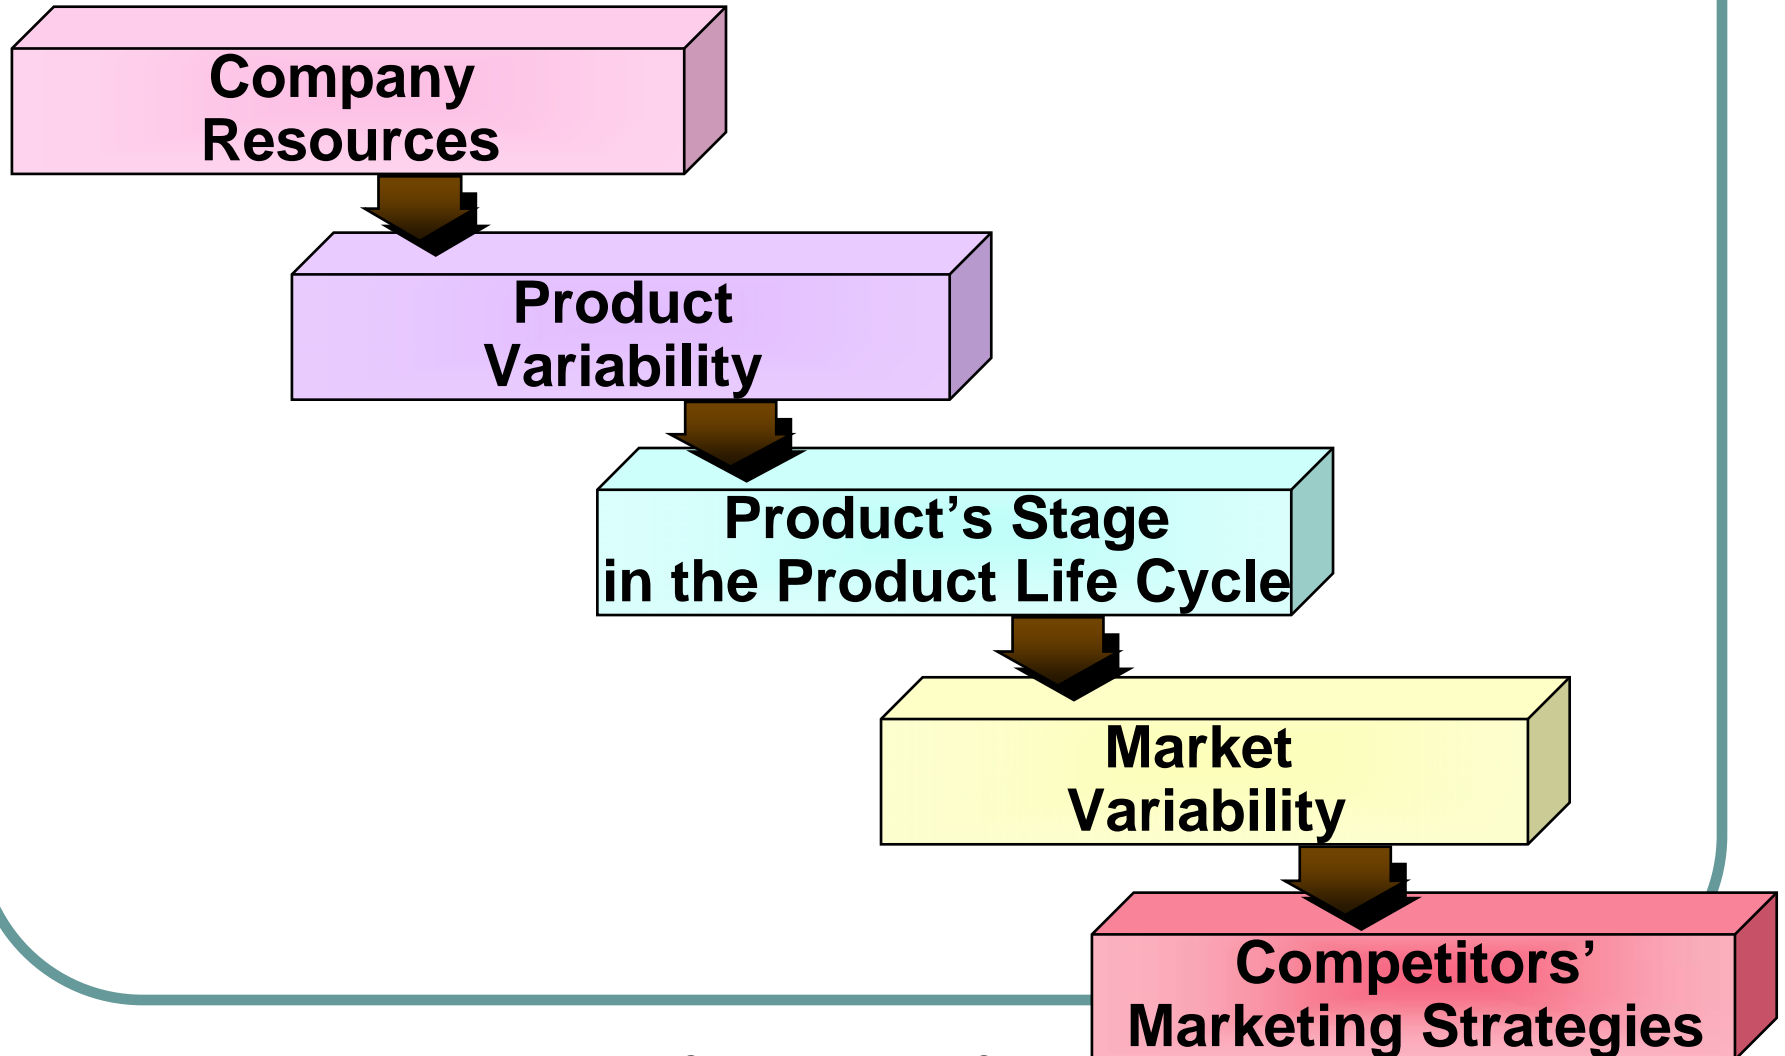 Company
Resources
Product
Variability
Product’s Stage
in the Product Life Cycle
Market
Variability
Competitors’
Marketing Strategies